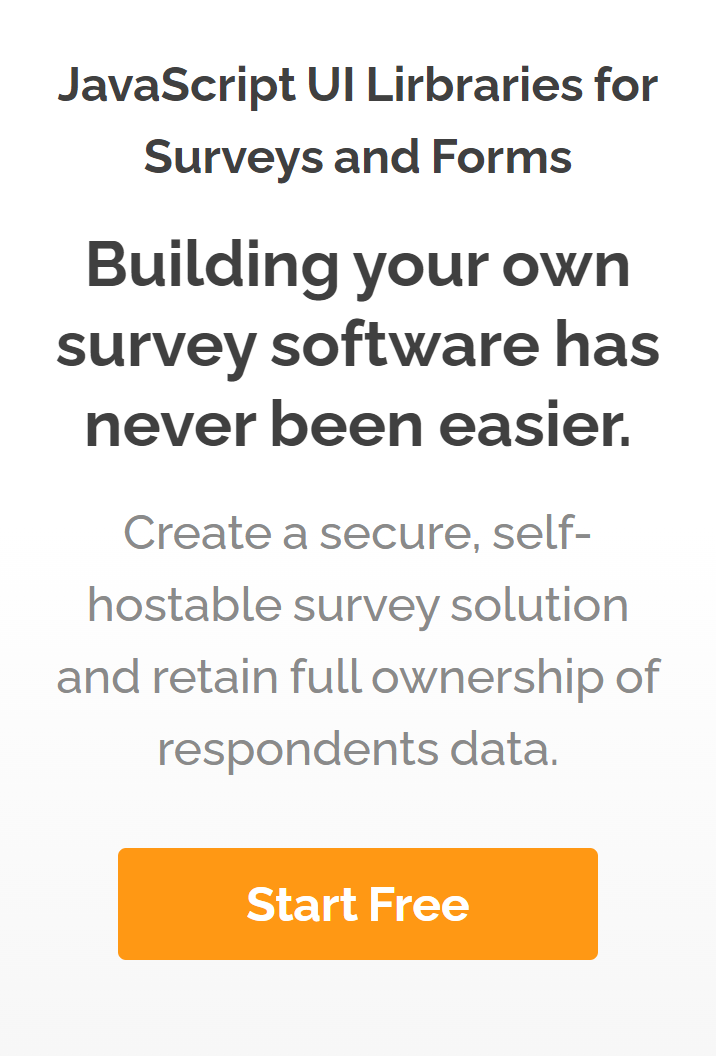 JavaScript UI Lirbraries for
Surveys and Forms
Building your own
survey software has
never been easier.
Create a secure, self-
hostable survey solution
and retain full ownership of
respondents data.
Start Free